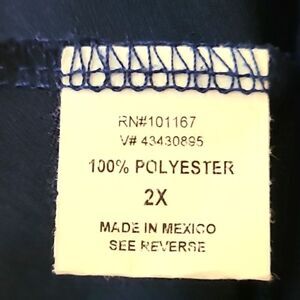 RN#101167
V# 43430895
100% POLYESTER
2X
MADE IN MEXICO
SEE REVERSE